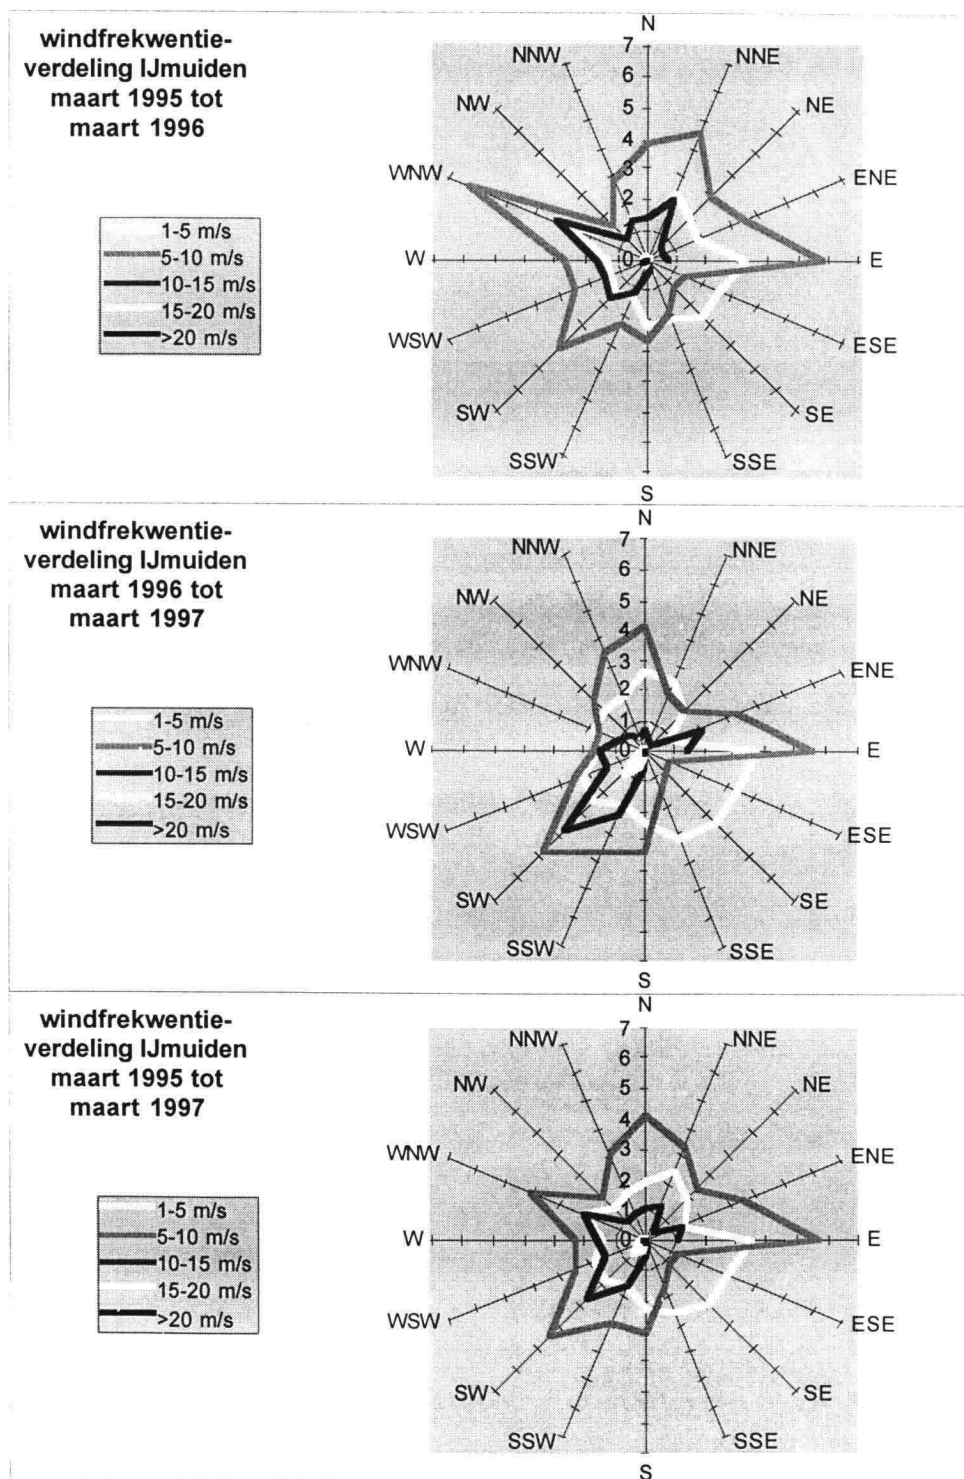 windfrekwentie-
verdeling IJmuiden
maart 1995 tot
maart 1996
1-5 m/s
5-10 m/s
10-15 m/s
15-20 m/s
>20 m/s
N
NNE
NE
ENE
E
ESE
SE
SSE
S
SSW
SW
WSW
W
WNW
NW
NNW
7
6
5
4
3
2
1
0
windfrekwentie-
verdeling IJmuiden
maart 1996 tot
maart 1997
1-5 m/s
5-10 m/s
10-15 m/s
15-20 m/s
>20 m/s
N
NNE
NE
ENE
E
ESE
SE
SSE
S
SSW
SW
WSW
W
WNW
NW
NNW
7
6
5
4
3
2
1
0
windfrekwentie-
verdeling IJmuiden
maart 1995 tot
maart 1997
1-5 m/s
5-10 m/s
10-15 m/s
15-20 m/s
>20 m/s
N
NNE
NE
ENE
E
ESE
SE
SSE
S
SSW
SW
WSW
W
WNW
NW
NNW
7
6
5
4
3
2
1
0